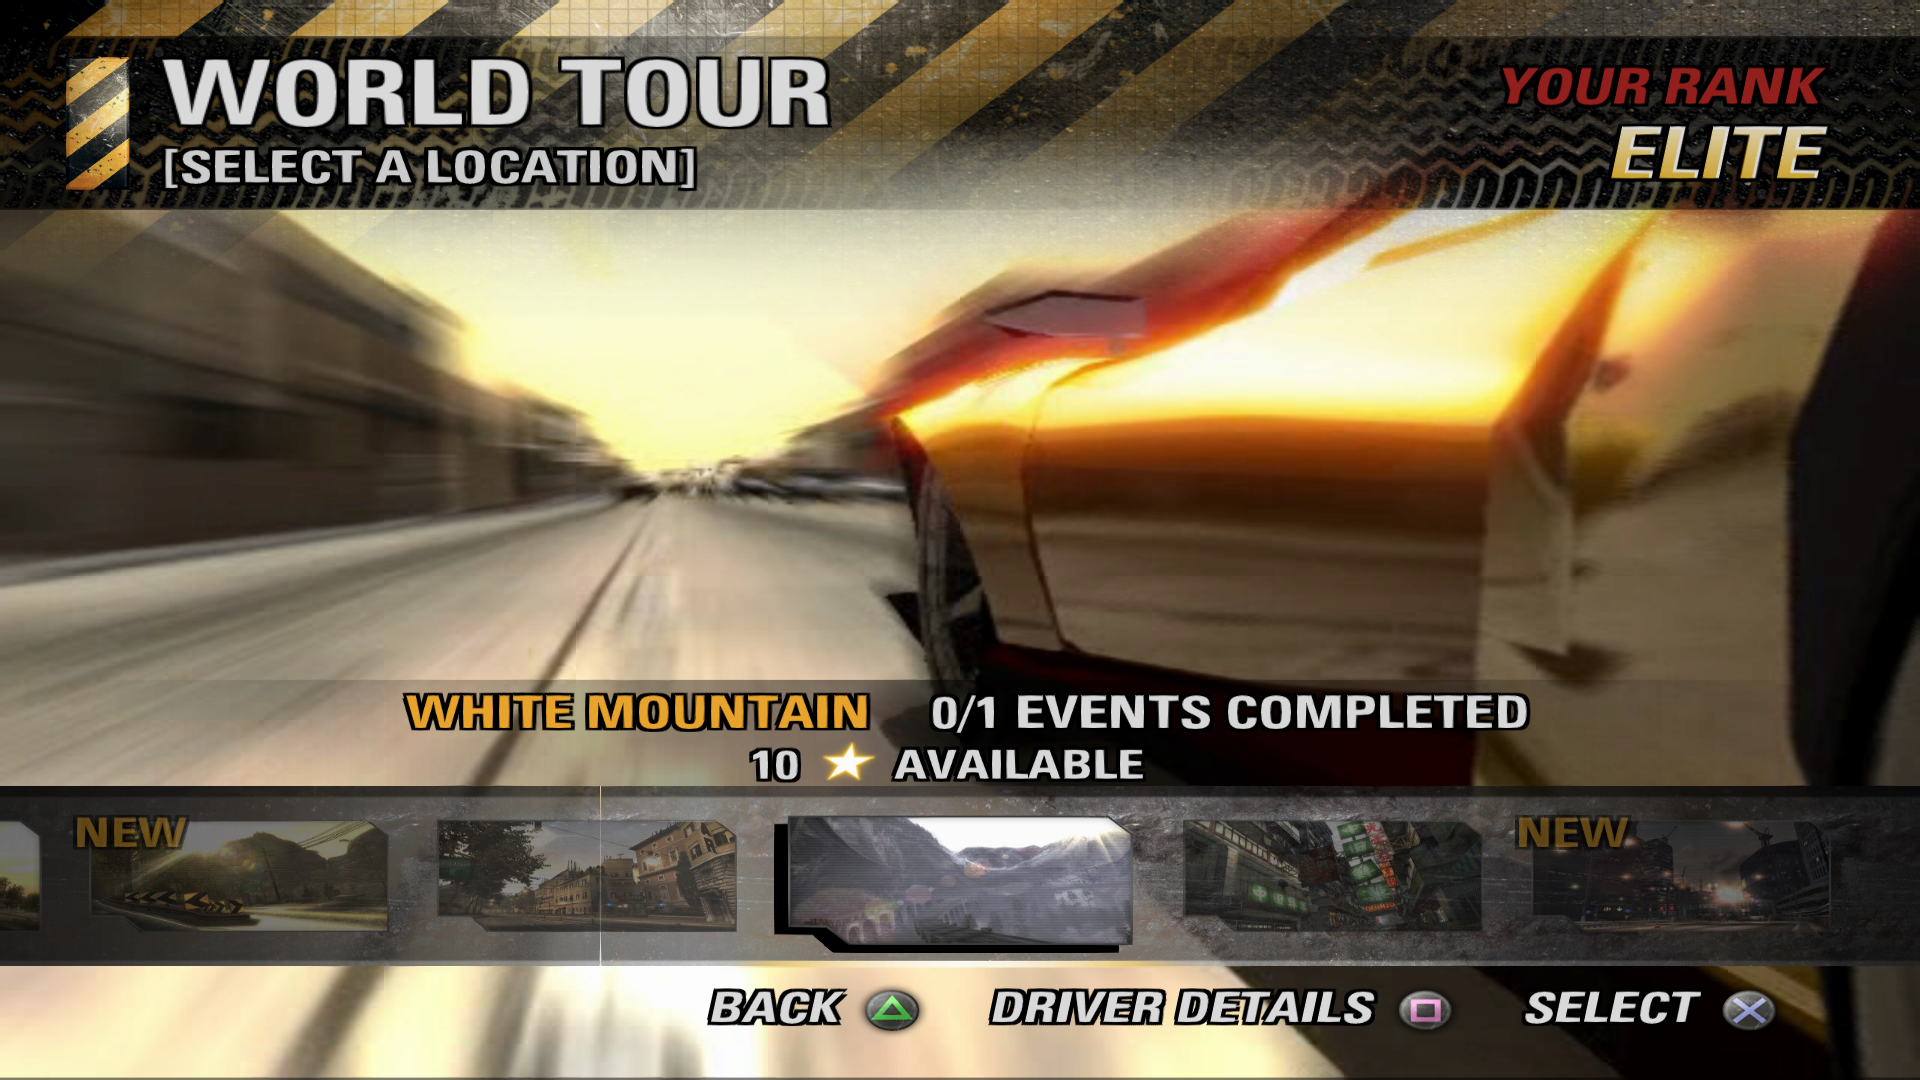 WORLD TOUR
[SELECT A LOCATION]
YOUR RANK
ELITE
WHITE MOUNTAIN 0/1 EVENTS COMPLETED
10 AVAILABLE
NEW
NEW
BACK DRIVER DETAILS SELECT